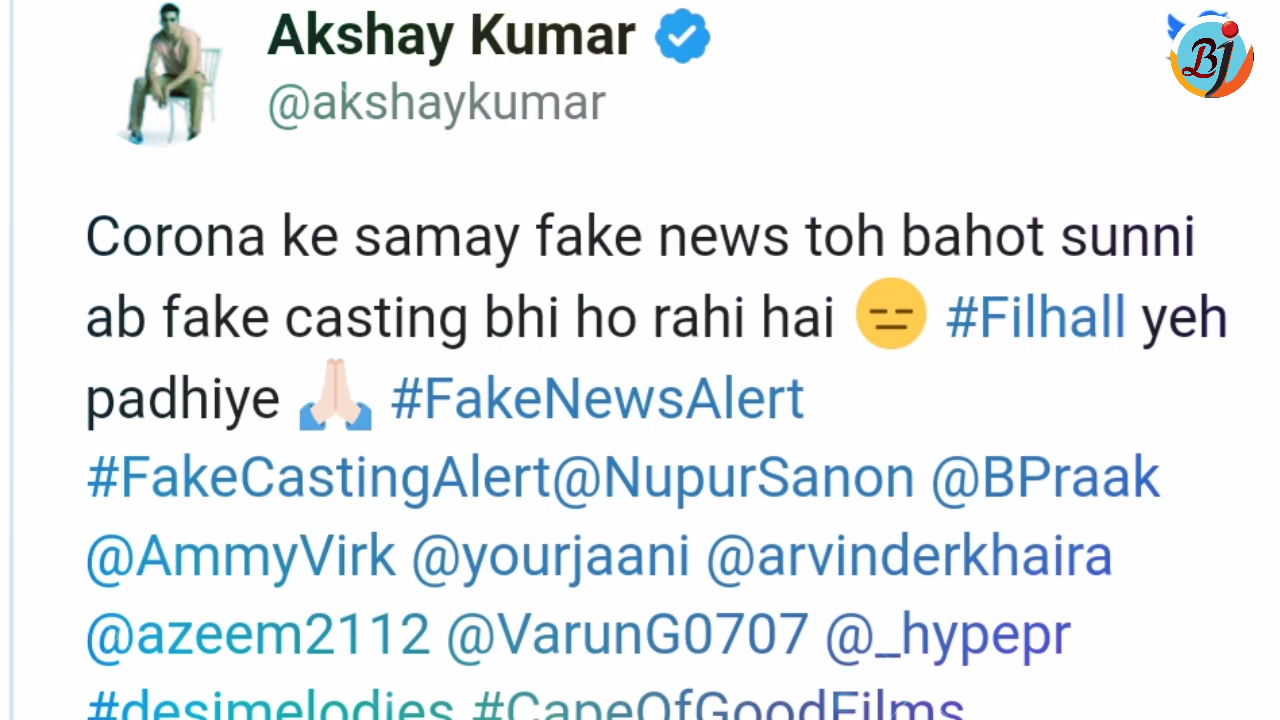 Akshay Kumar
BJ
@akshaykumar
Corona ke samay fake news toh bahot sunni
ab fake casting bhi ho rahi hai 😑 #Filhall yeh
padhiye 🙏🏻 #FakeNewsAlert
#FakeCastingAlert@NupurSanon @BPraak
@AmmyVirk @yourjaani @arvinderkhaira
@azeem2112 @VarunG0707 @_hypepr
#desimelodies #CapeOfGoodFilms